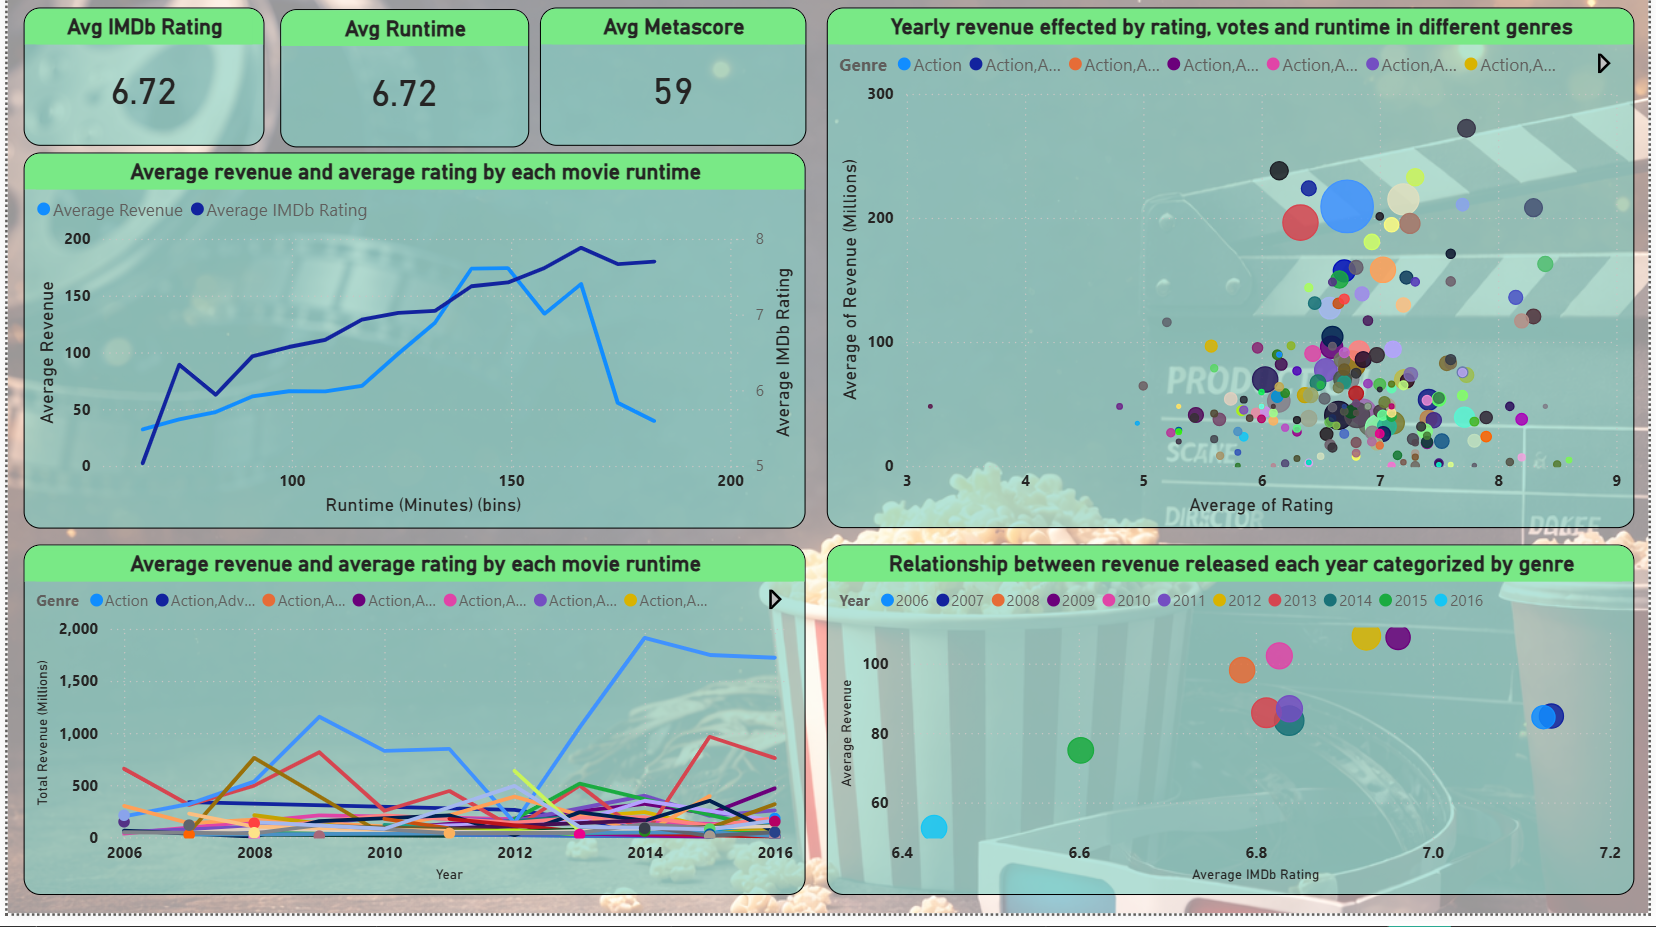 Avg IMDb Rating
6.72
Avg Runtime
6.72
Avg Metascore
59
Average revenue and average rating by each movie runtime
Average Revenue Average IMDb Rating
Average Revenue
200
150
100
50
0
8
7
6
5
Average IMDb Rating
100 150 200
Runtime (Minutes) (bins)
Yearly revenue effected by rating, votes and runtime in different genres
Genre Action Action,A... Action,A... Action,A... Action,A... Action,A... Action,A...
Average of Revenue (Millions)
300
200
100
0
3 4 5 6 7 8 9
Average of Rating
SCENE
DIRECTOR
Average revenue and average rating by each movie runtime
Genre Action Action,Adv... Action,A... Action,A... Action,A... Action,A... Action,A...
Total Revenue (Millions)
2,000
1,500
1,000
500
0
2006 2008 2010 2012 2014 2016
Year
Relationship between revenue released each year categorized by genre
Year 2006 2007 2008 2009 2010 2011 2012 2013 2014 2015 2016
Average Revenue
100
80
60
6.4 6.6 6.8 7.0 7.2
Average IMDb Rating